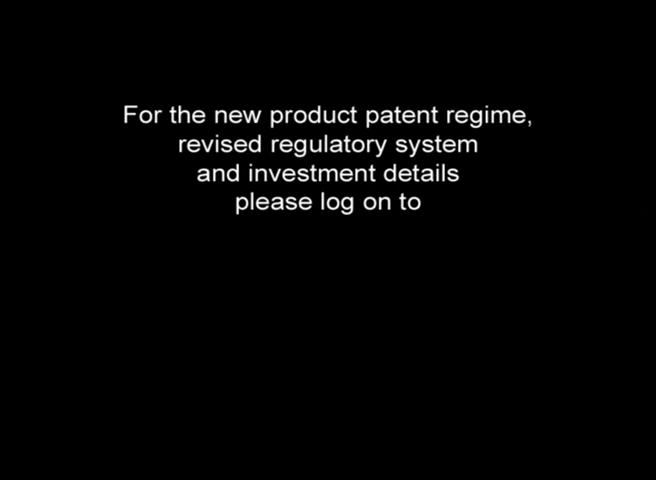 For the new product patent regime,
revised regulatory system
and investment details
please log on to